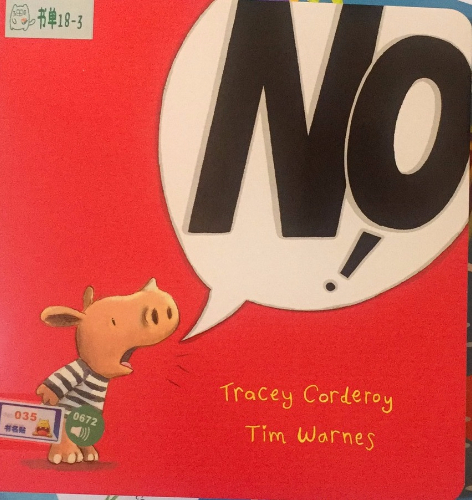 书单18-3
NO
!
Tracey Corderoy
Tim Warnes
035
0672